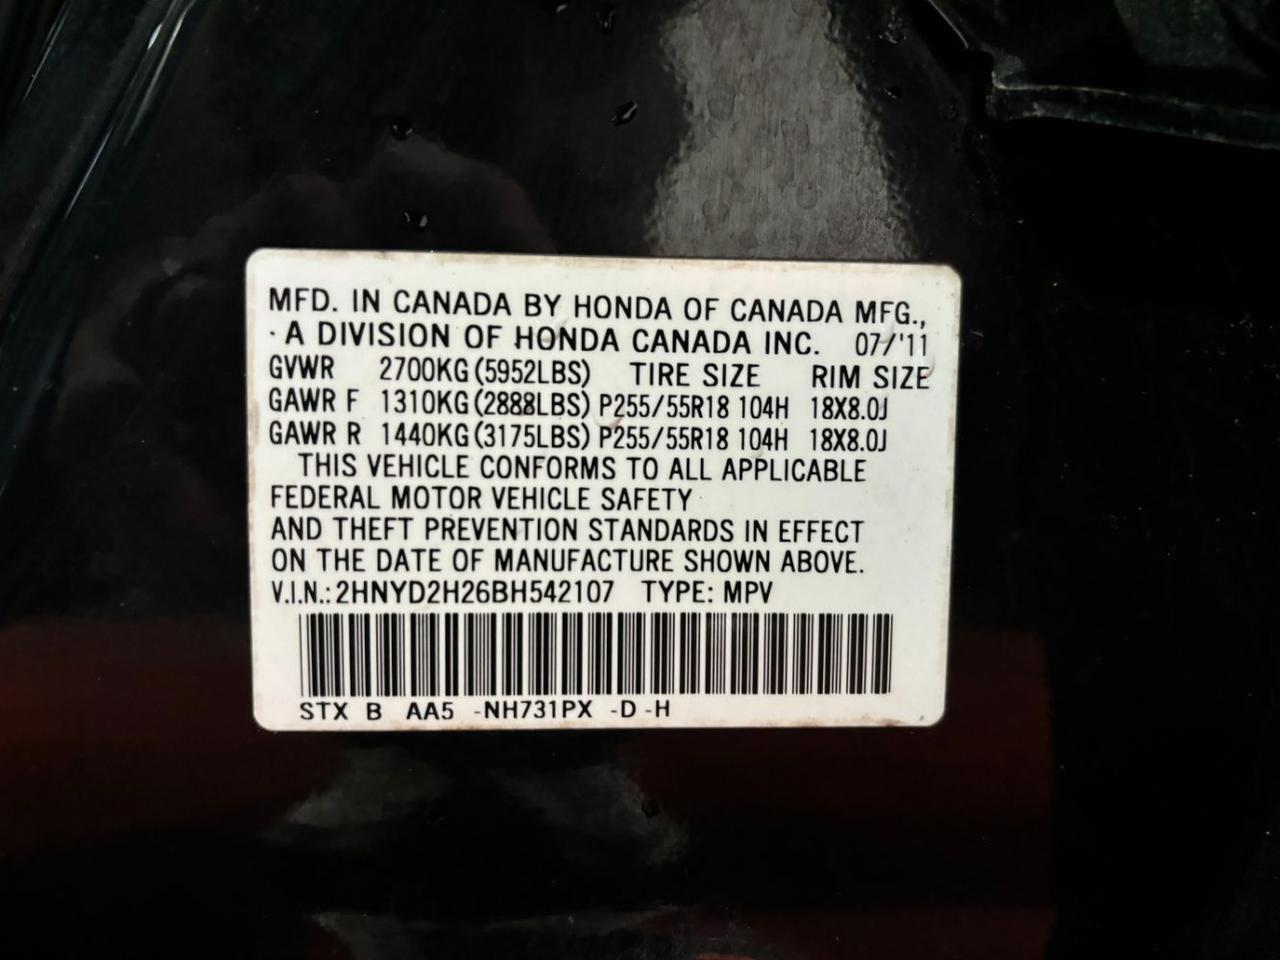 MFD. IN CANADA BY HONDA OF CANADA MFG.,
A DIVISION OF HONDA CANADA INC. 07/'11
GVWR 2700KG (5952LBS) TIRE SIZE RIM SIZE
GAWR F 1310KG (2888LBS) P255/55R18 104H 18X8.0J
GAWR R 1440KG (3175LBS) P255/55R18 104H 18X8.0J
THIS VEHICLE CONFORMS TO ALL APPLICABLE
FEDERAL MOTOR VEHICLE SAFETY
AND THEFT PREVENTION STANDARDS IN EFFECT
ON THE DATE OF MANUFACTURE SHOWN ABOVE.
V.I.N.: 2HNYD2H26BH542107 TYPE: MPV
STX B AA5 -NH731PX -D -H